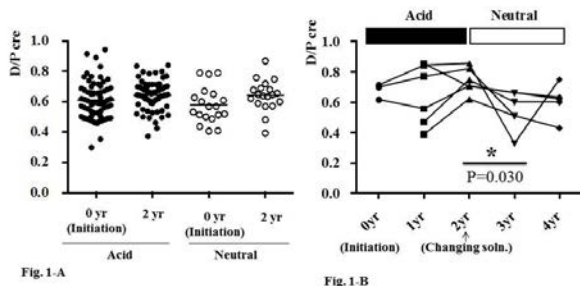 D/P cre
1.0
0.8
0.6
0.4
0.2
0.0
0 yr
(Initiation)
2 yr
0 yr
(Initiation)
2 yr
Acid
Neutral
Fig. 1-A
Acid
Neutral
D/P cre
1.0
0.8
0.6
0.4
0.2
0.0
*
P=0.030
0yr
1yr
2yr
3yr
4yr
(Initiation)
(Changing soln.)
Fig. 1-B